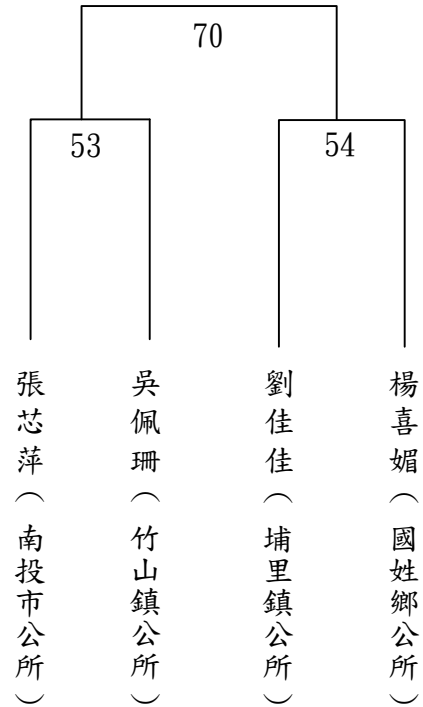 70
53
54
張芯萍（南投市公所）
吳佩珊（竹山鎮公所）
劉佳佳（埔里鎮公所）
楊喜媚（國姓鄉公所）